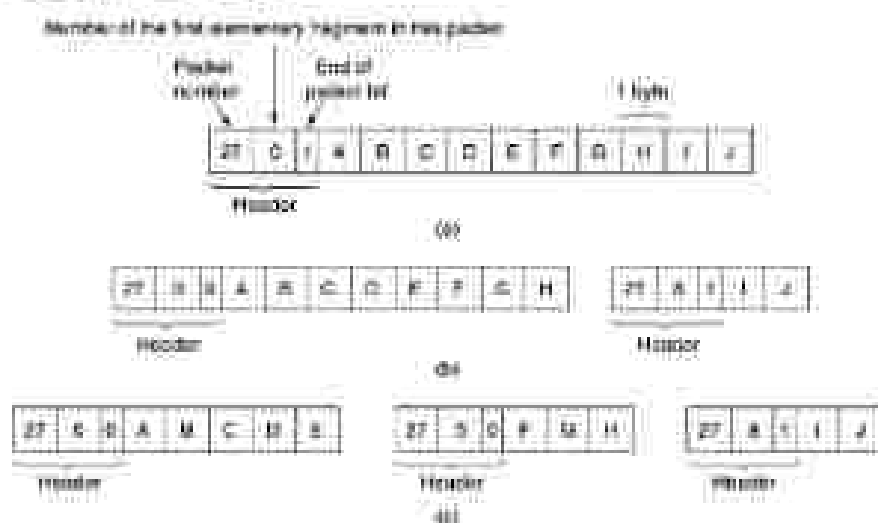 Number of the first elementary fragment in this packet
Packet number
End of packet bit
1 byte
27 0 1 A B C D E F G H I J
Header
(a)
27 0 0 A B C D E F G H
27 8 1 I J
Header Header
(b)
27 A C
27 5 0 F H
27 8 1 I J
Header Header Header
(c)